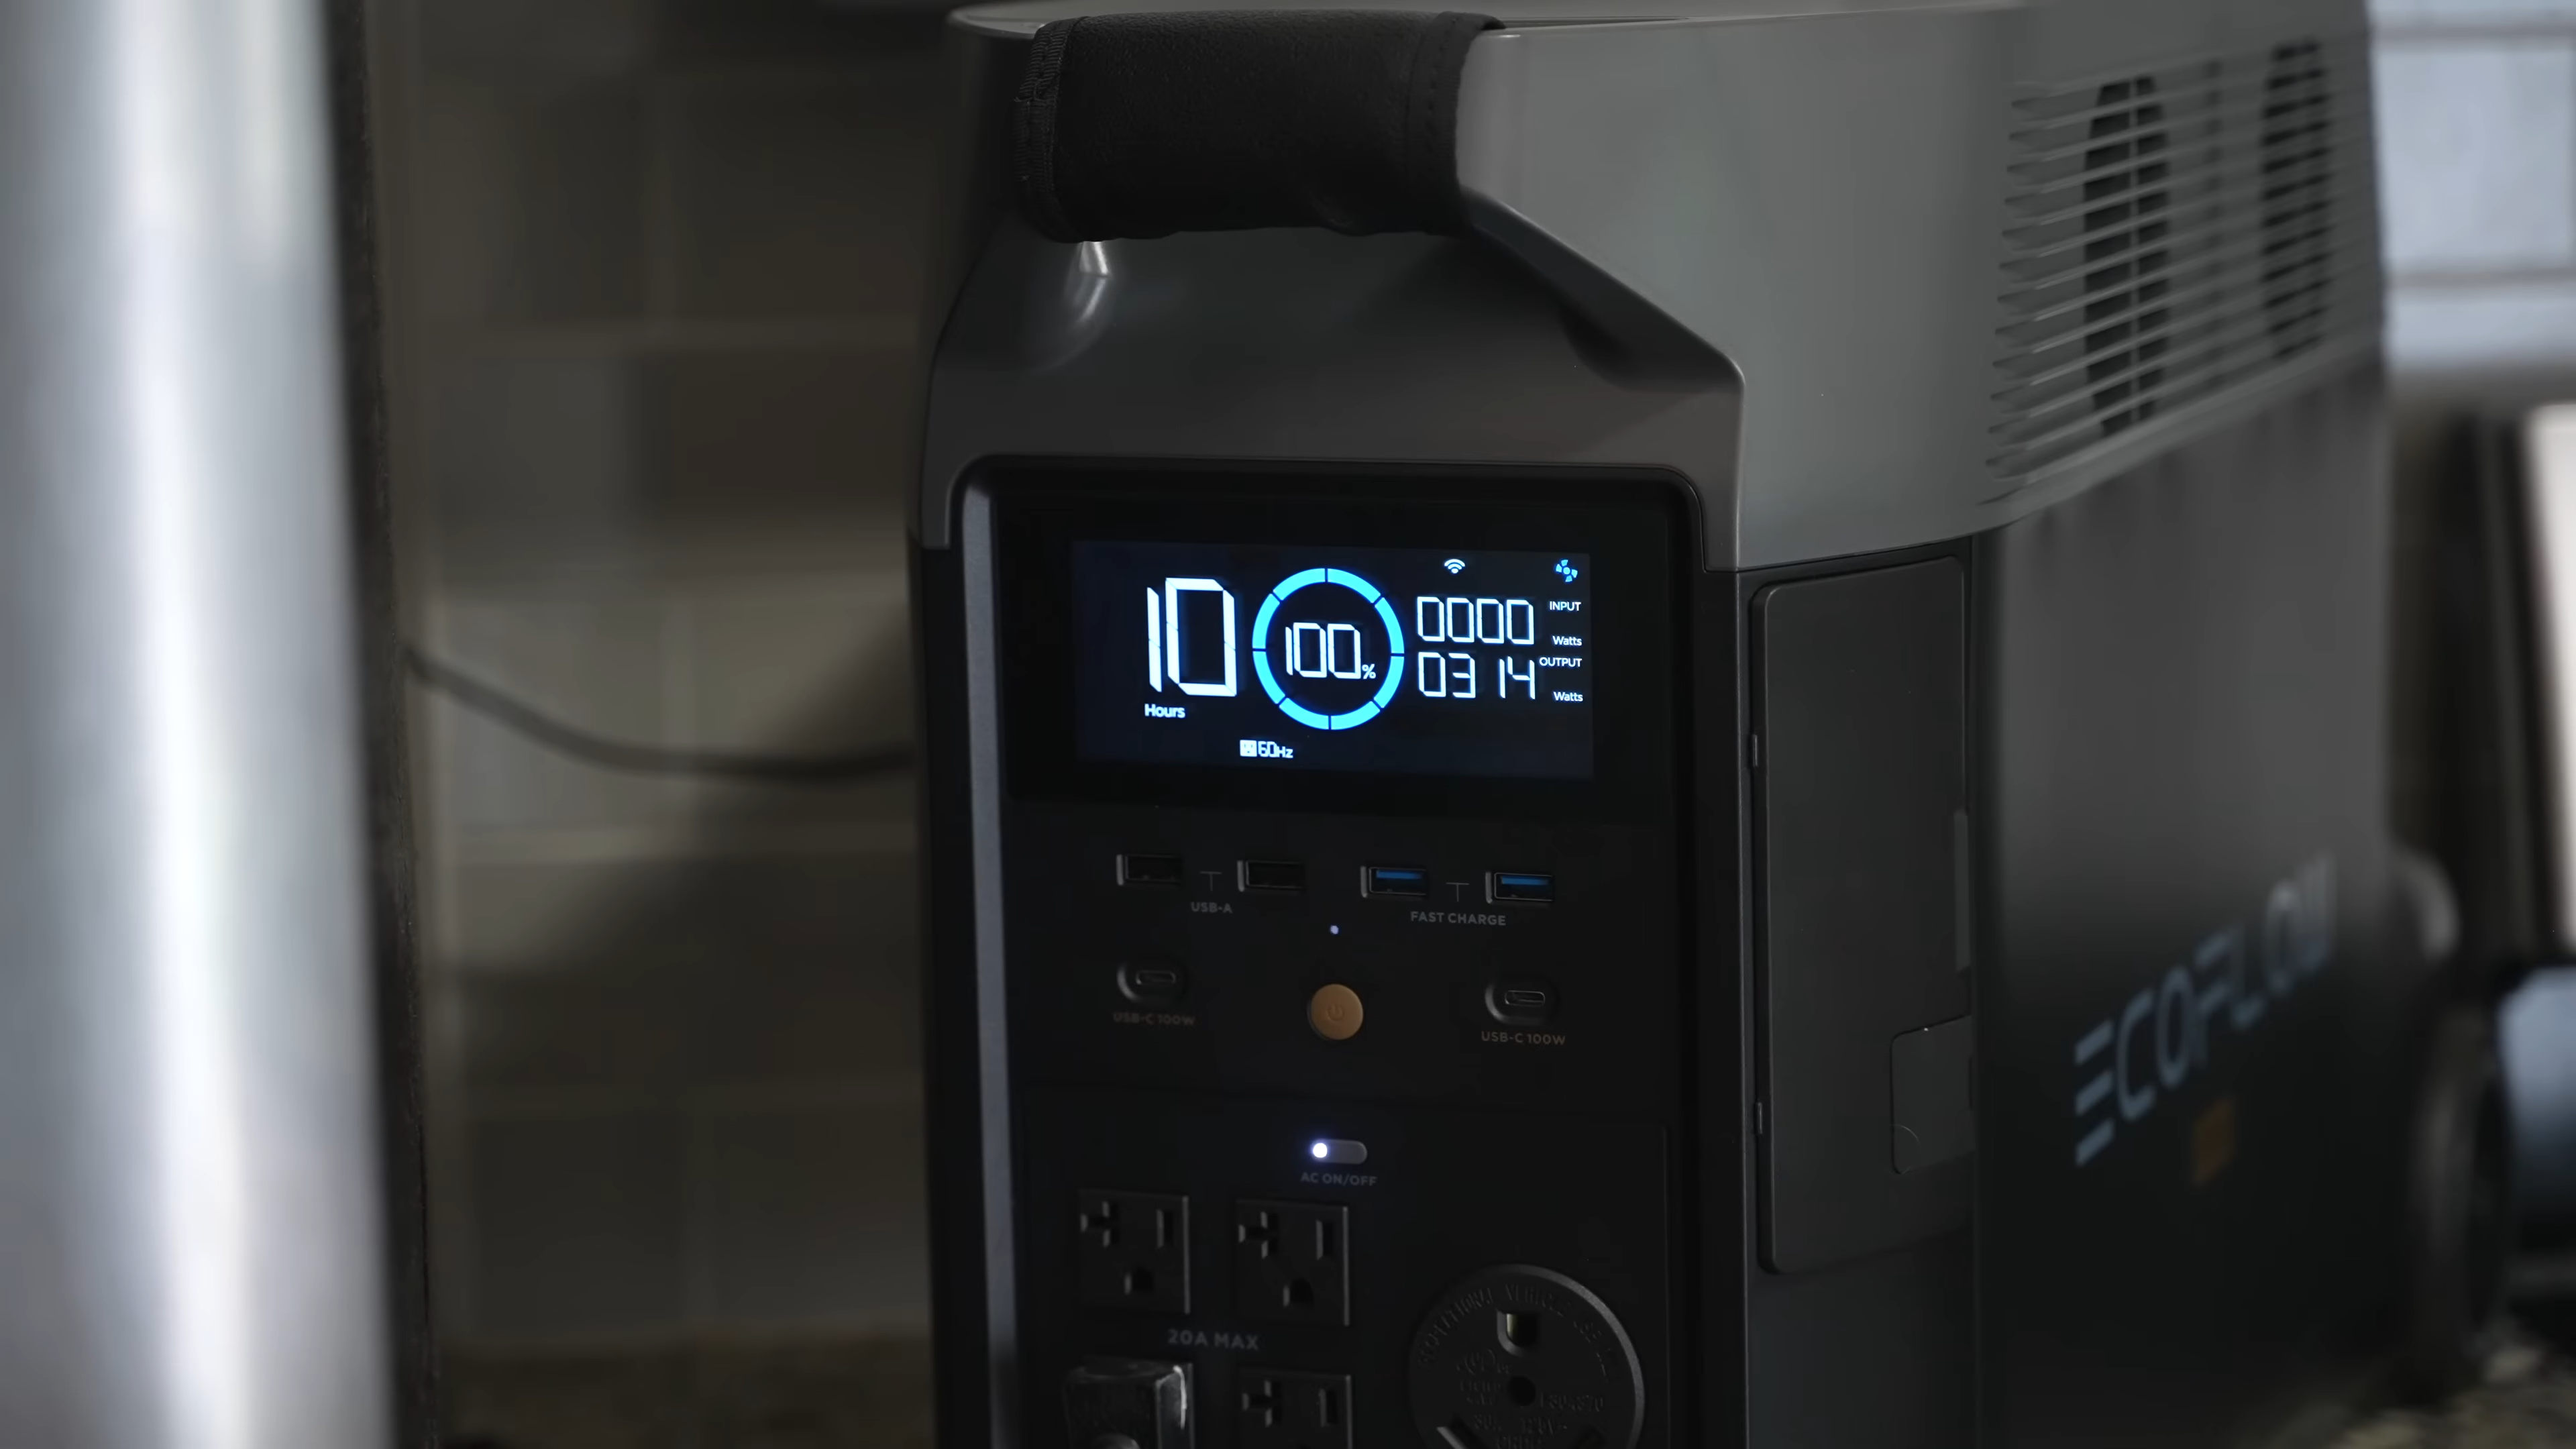 10
Hours
100%
0000 INPUT
Watts
0314 OUTPUT
Watts
60Hz
USB-A
FAST CHARGE
USB-C 100W
USB-C 100W
AC ON/OFF
20A MAX
ECOFLOW